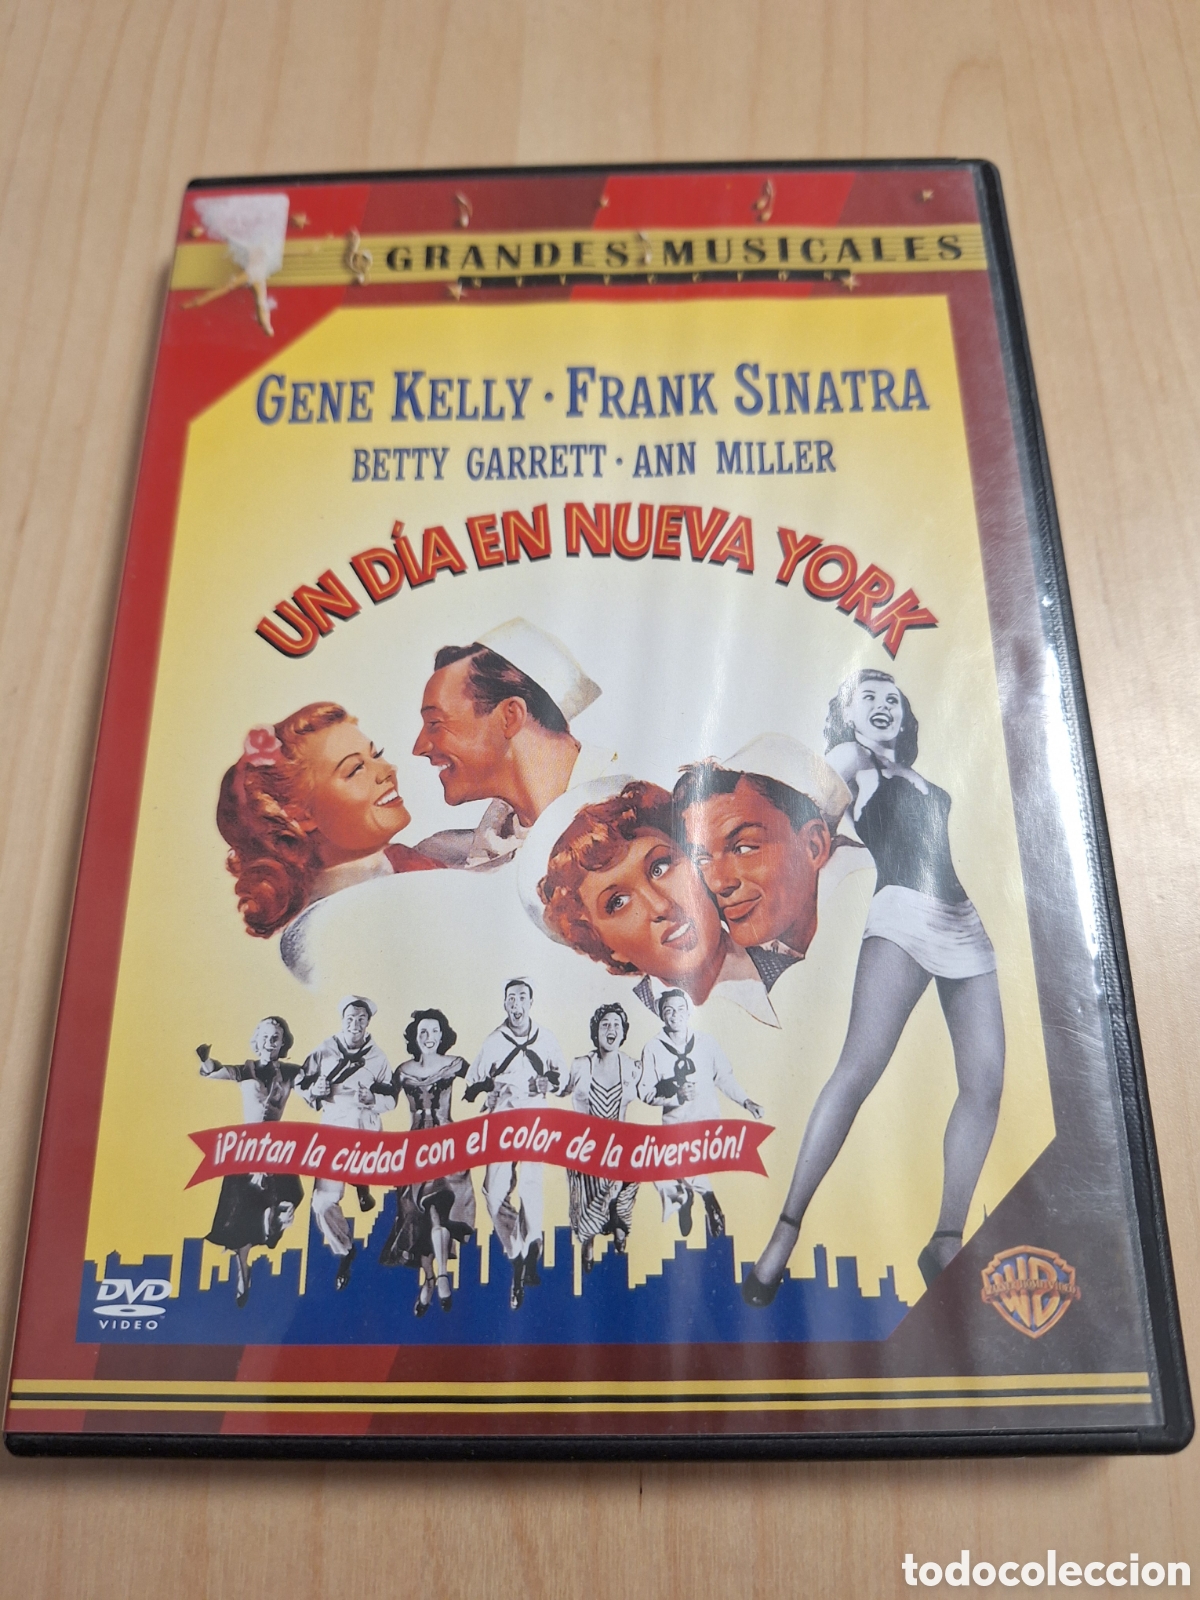 GRANDES MUSICALES
GENE KELLY · FRANK SINATRA
BETTY GARRETT · ANN MILLER
UN DÍA EN NUEVA YORK
¡Pintan la ciudad con el color de la diversión!
DVD
VIDEO
WB
todocoleccion